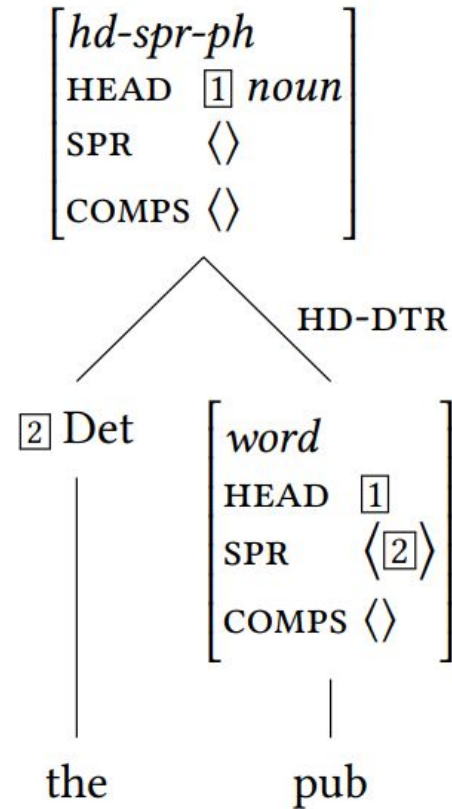 hd-spr-ph
HEAD 1 noun
SPR ⟨⟩
COMPS ⟨⟩
HD-DTR
2 Det
word
HEAD 1
SPR ⟨2⟩
COMPS ⟨⟩
the pub